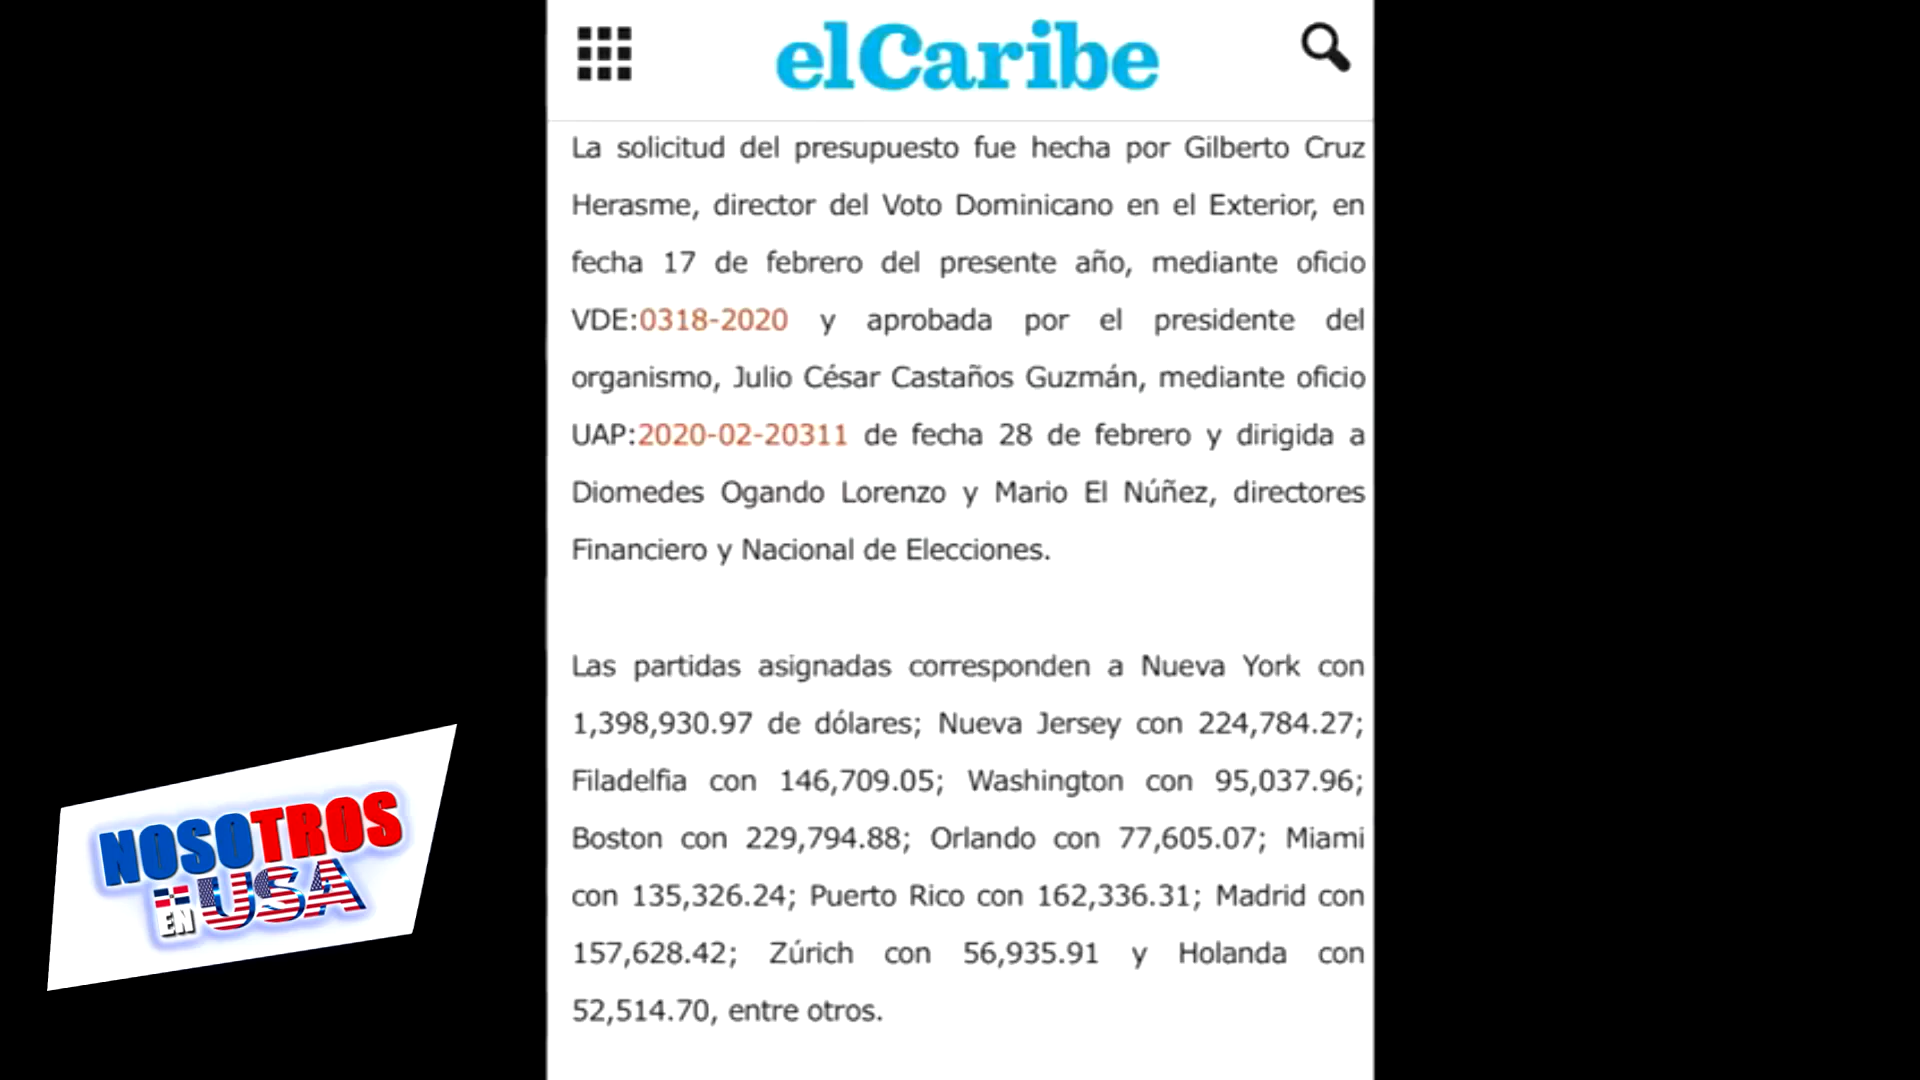 elCaribe
La solicitud del presupuesto fue hecha por Gilberto Cruz
Herasme, director del Voto Dominicano en el Exterior, en
fecha 17 de febrero del presente año, mediante oficio
VDE:0318-2020 y aprobada por el presidente del
organismo, Julio César Castaños Guzmán, mediante oficio
UAP:2020-02-20311 de fecha 28 de febrero y dirigida a
Diomedes Ogando Lorenzo y Mario El Núñez, directores
Financiero y Nacional de Elecciones.
Las partidas asignadas corresponden a Nueva York con
1,398,930.97 de dólares; Nueva Jersey con 224,784.27;
Filadelfia con 146,709.05; Washington con 95,037.96;
Boston con 229,794.88; Orlando con 77,605.07; Miami
con 135,326.24; Puerto Rico con 162,336.31; Madrid con
157,628.42; Zúrich con 56,935.91 y Holanda con
52,514.70, entre otros.
NOSOTROS
EN USA